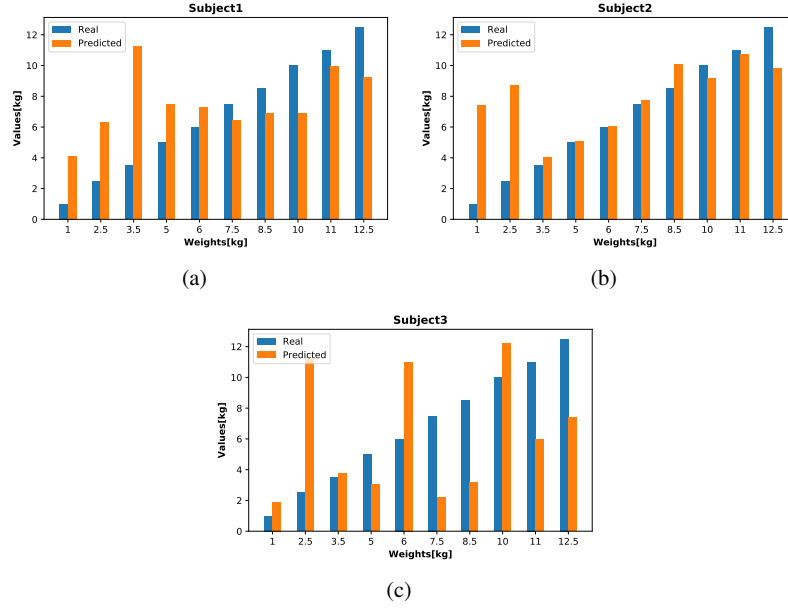 Subject1
Real
Predicted
Values[kg]
12
10
8
6
4
2
0
1 2.5 3.5 5 6 7.5 8.5 10 11 12.5
Weights[kg]
(a)
Subject2
Real
Predicted
Values[kg]
12
10
8
6
4
2
0
1 2.5 3.5 5 6 7.5 8.5 10 11 12.5
Weights[kg]
(b)
Subject3
Real
Predicted
Values[kg]
12
10
8
6
4
2
0
1 2.5 3.5 5 6 7.5 8.5 10 11 12.5
Weights[kg]
(c)